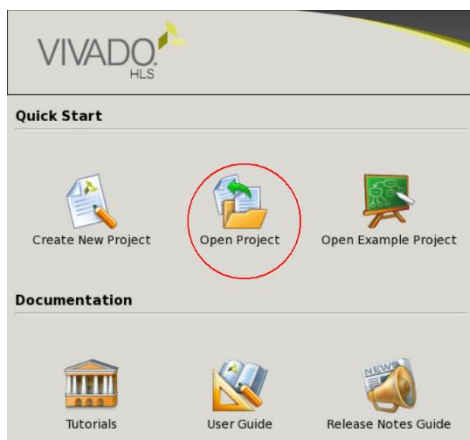 VIVADO.
HLS
Quick Start
Create New Project
Open Project
Open Example Project
Documentation
NEWS
Tutorials
User Guide
Release Notes Guide